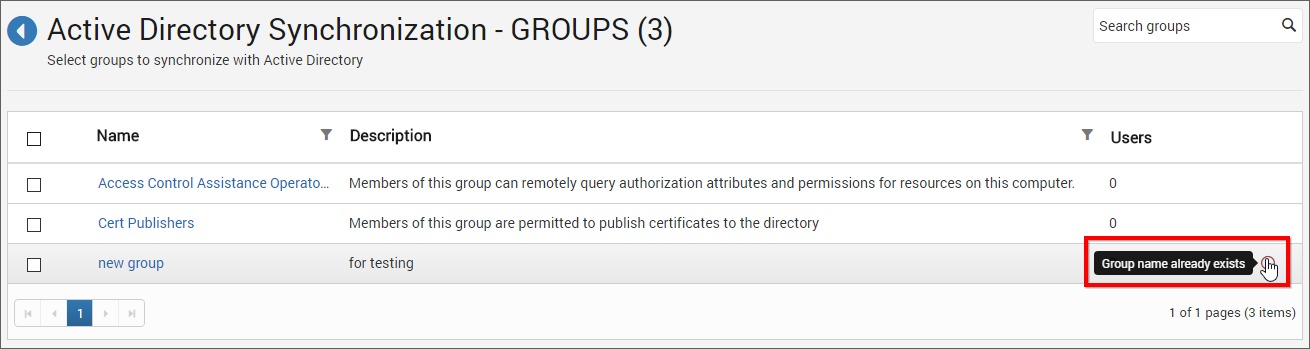 Active Directory Synchronization - GROUPS (3)
Search groups
Select groups to synchronize with Active Directory
Name Description Users
Access Control Assistance Operato... Members of this group can remotely query authorization attributes and permissions for resources on this computer. 0
Cert Publishers Members of this group are permitted to publish certificates to the directory 0
new group for testing Group name already exists
1 1 of 1 pages (3 items)